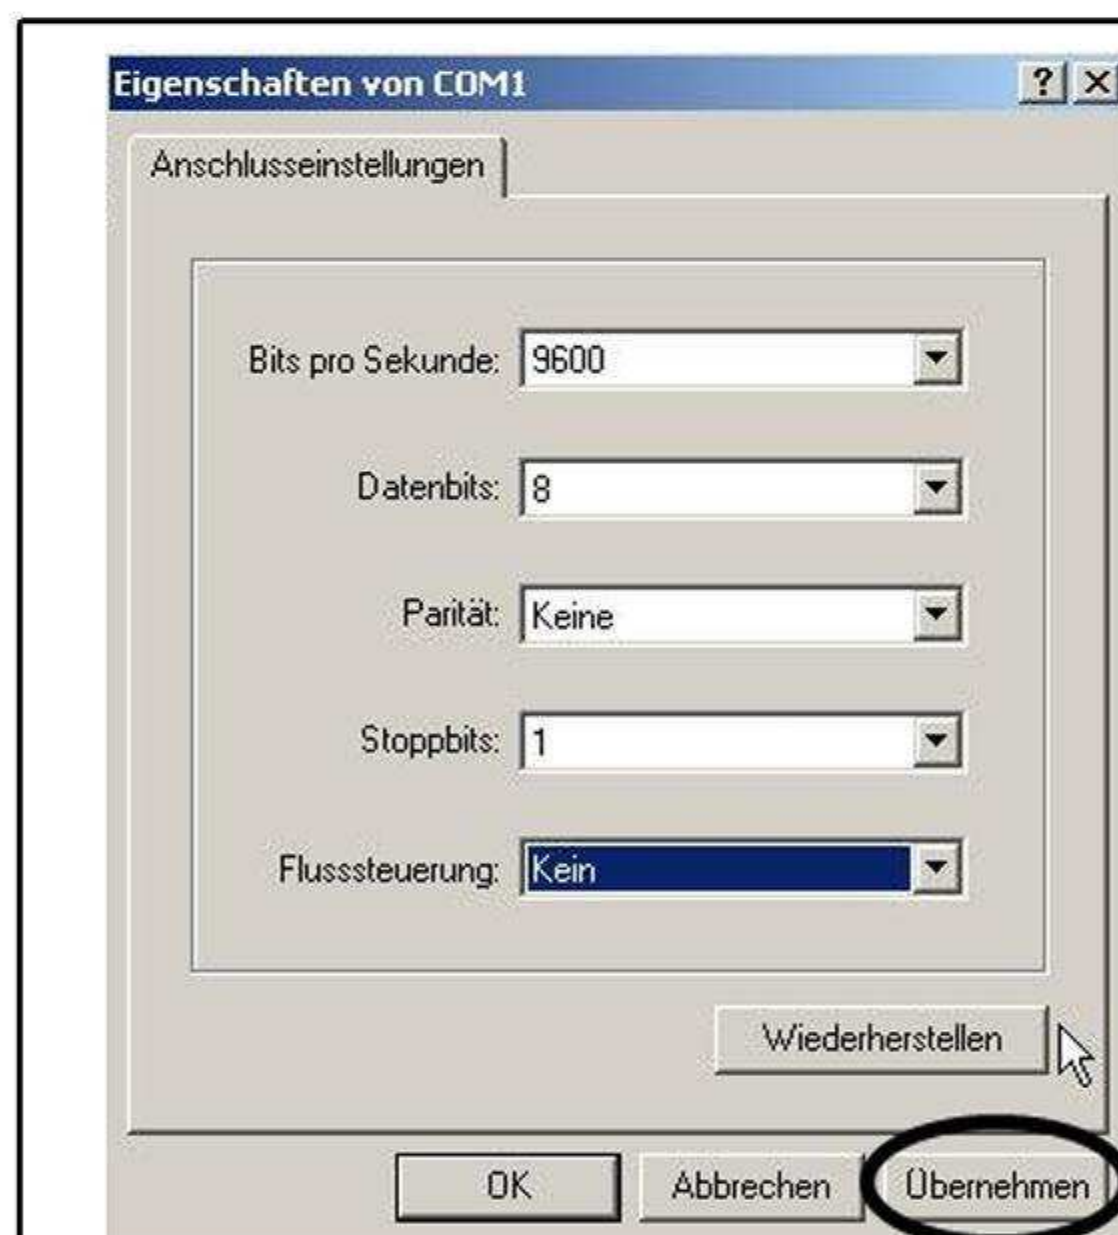 Eigenschaften von COM1
Anschlusseinstellungen
Bits pro Sekunde: 9600
Datenbits: 8
Parität: Keine
Stoppbits: 1
Flusssteuerung: Kein
Wiederherstellen
OK Abbrechen Übernehmen